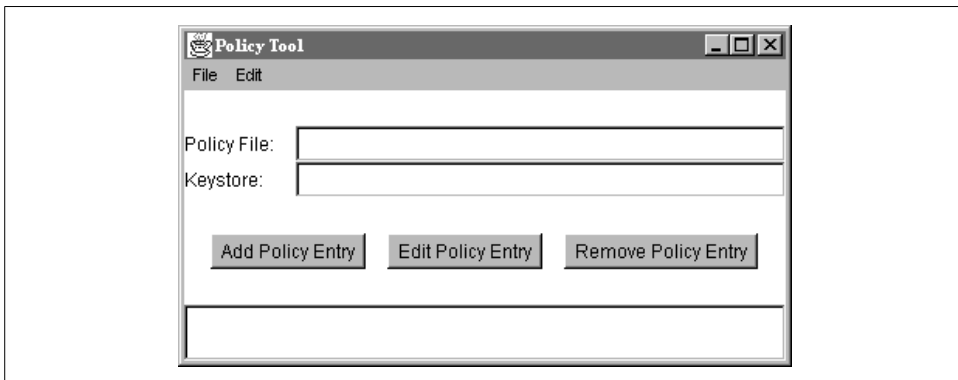 Policy Tool
File Edit
Policy File:
Keystore:
Add Policy Entry Edit Policy Entry Remove Policy Entry